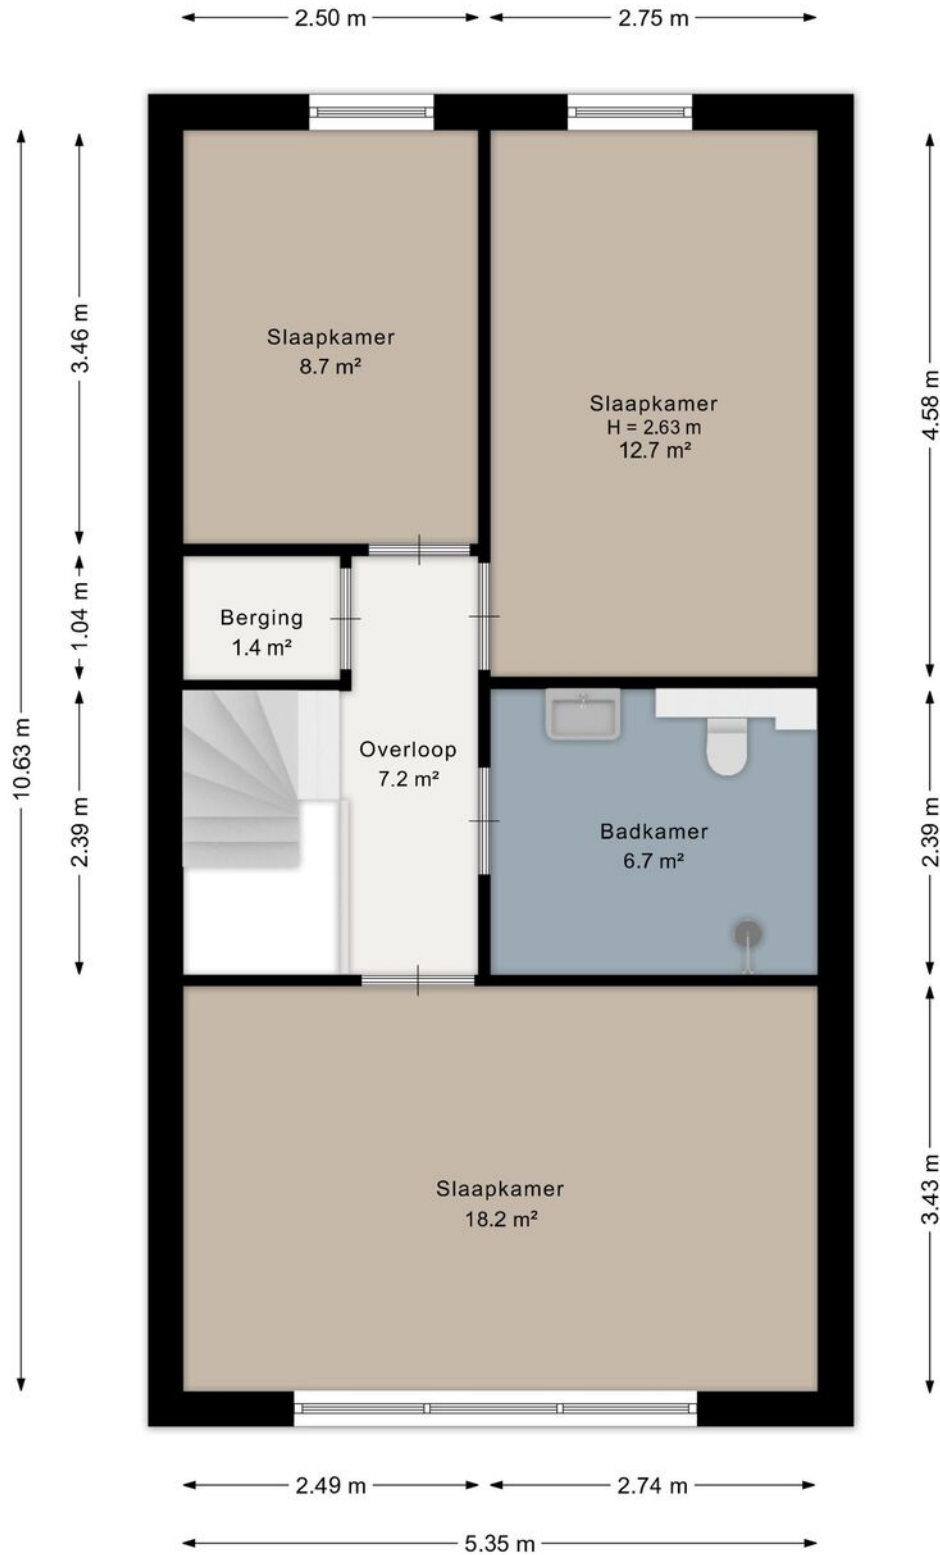 2.50 m
2.75 m
3.46 m
4.58 m
Slaapkamer
8.7 m²
Slaapkamer
H = 2.63 m
12.7 m²
1.04 m
Berging
1.4 m²
10.63 m
2.39 m
Overloop
7.2 m²
Badkamer
6.7 m²
2.39 m
Slaapkamer
18.2 m²
3.43 m
2.49 m
2.74 m
5.35 m